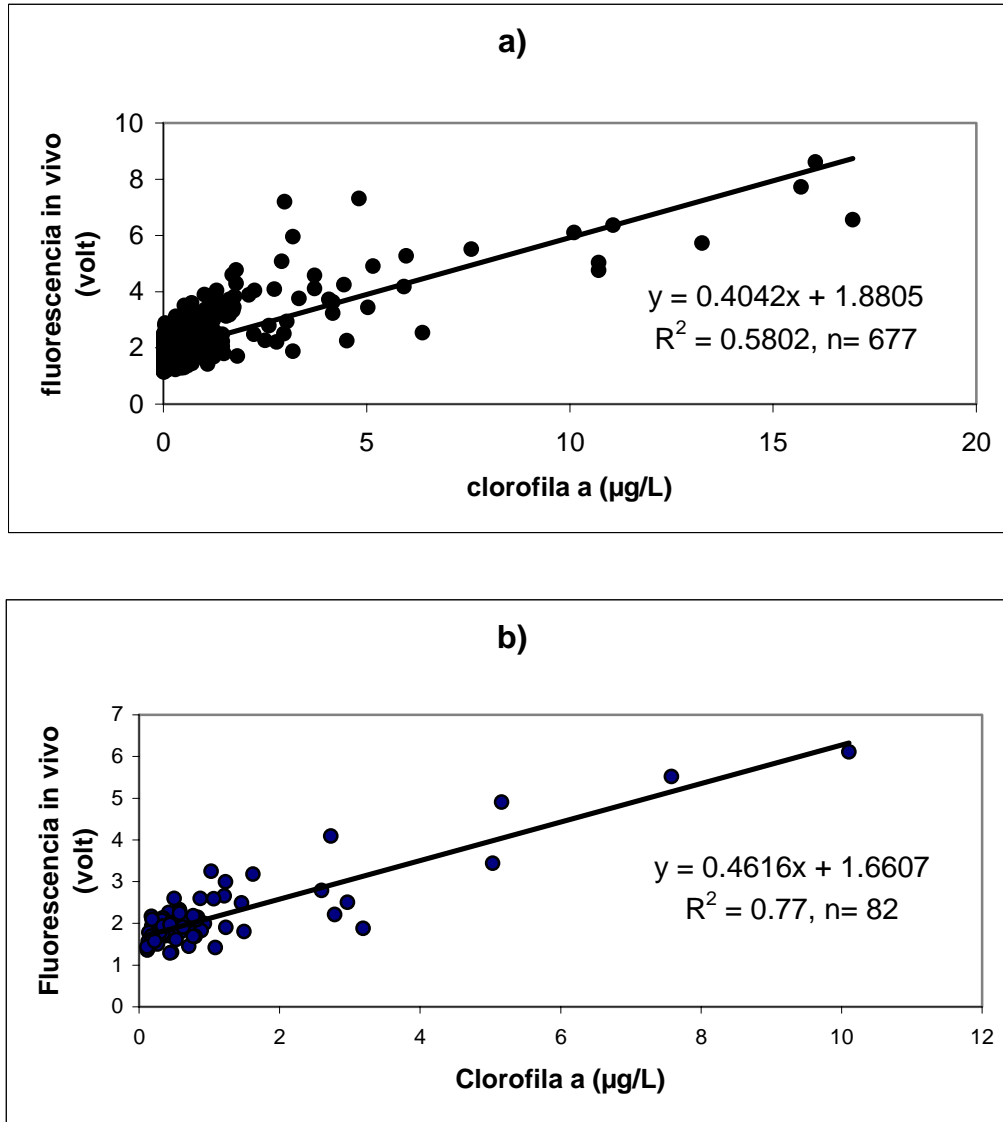 a)
fluorescencia in vivo
(volt)
10
8
6
4
2
0
0 5 10 15 20
y = 0.4042x + 1.8805
R² = 0.5802, n= 677
clorofila a (µg/L)
b)
Fluorescencia in vivo
(volt)
7
6
5
4
3
2
1
0
0 2 4 6 8 10 12
y = 0.4616x + 1.6607
R² = 0.77, n= 82
Clorofila a (µg/L)